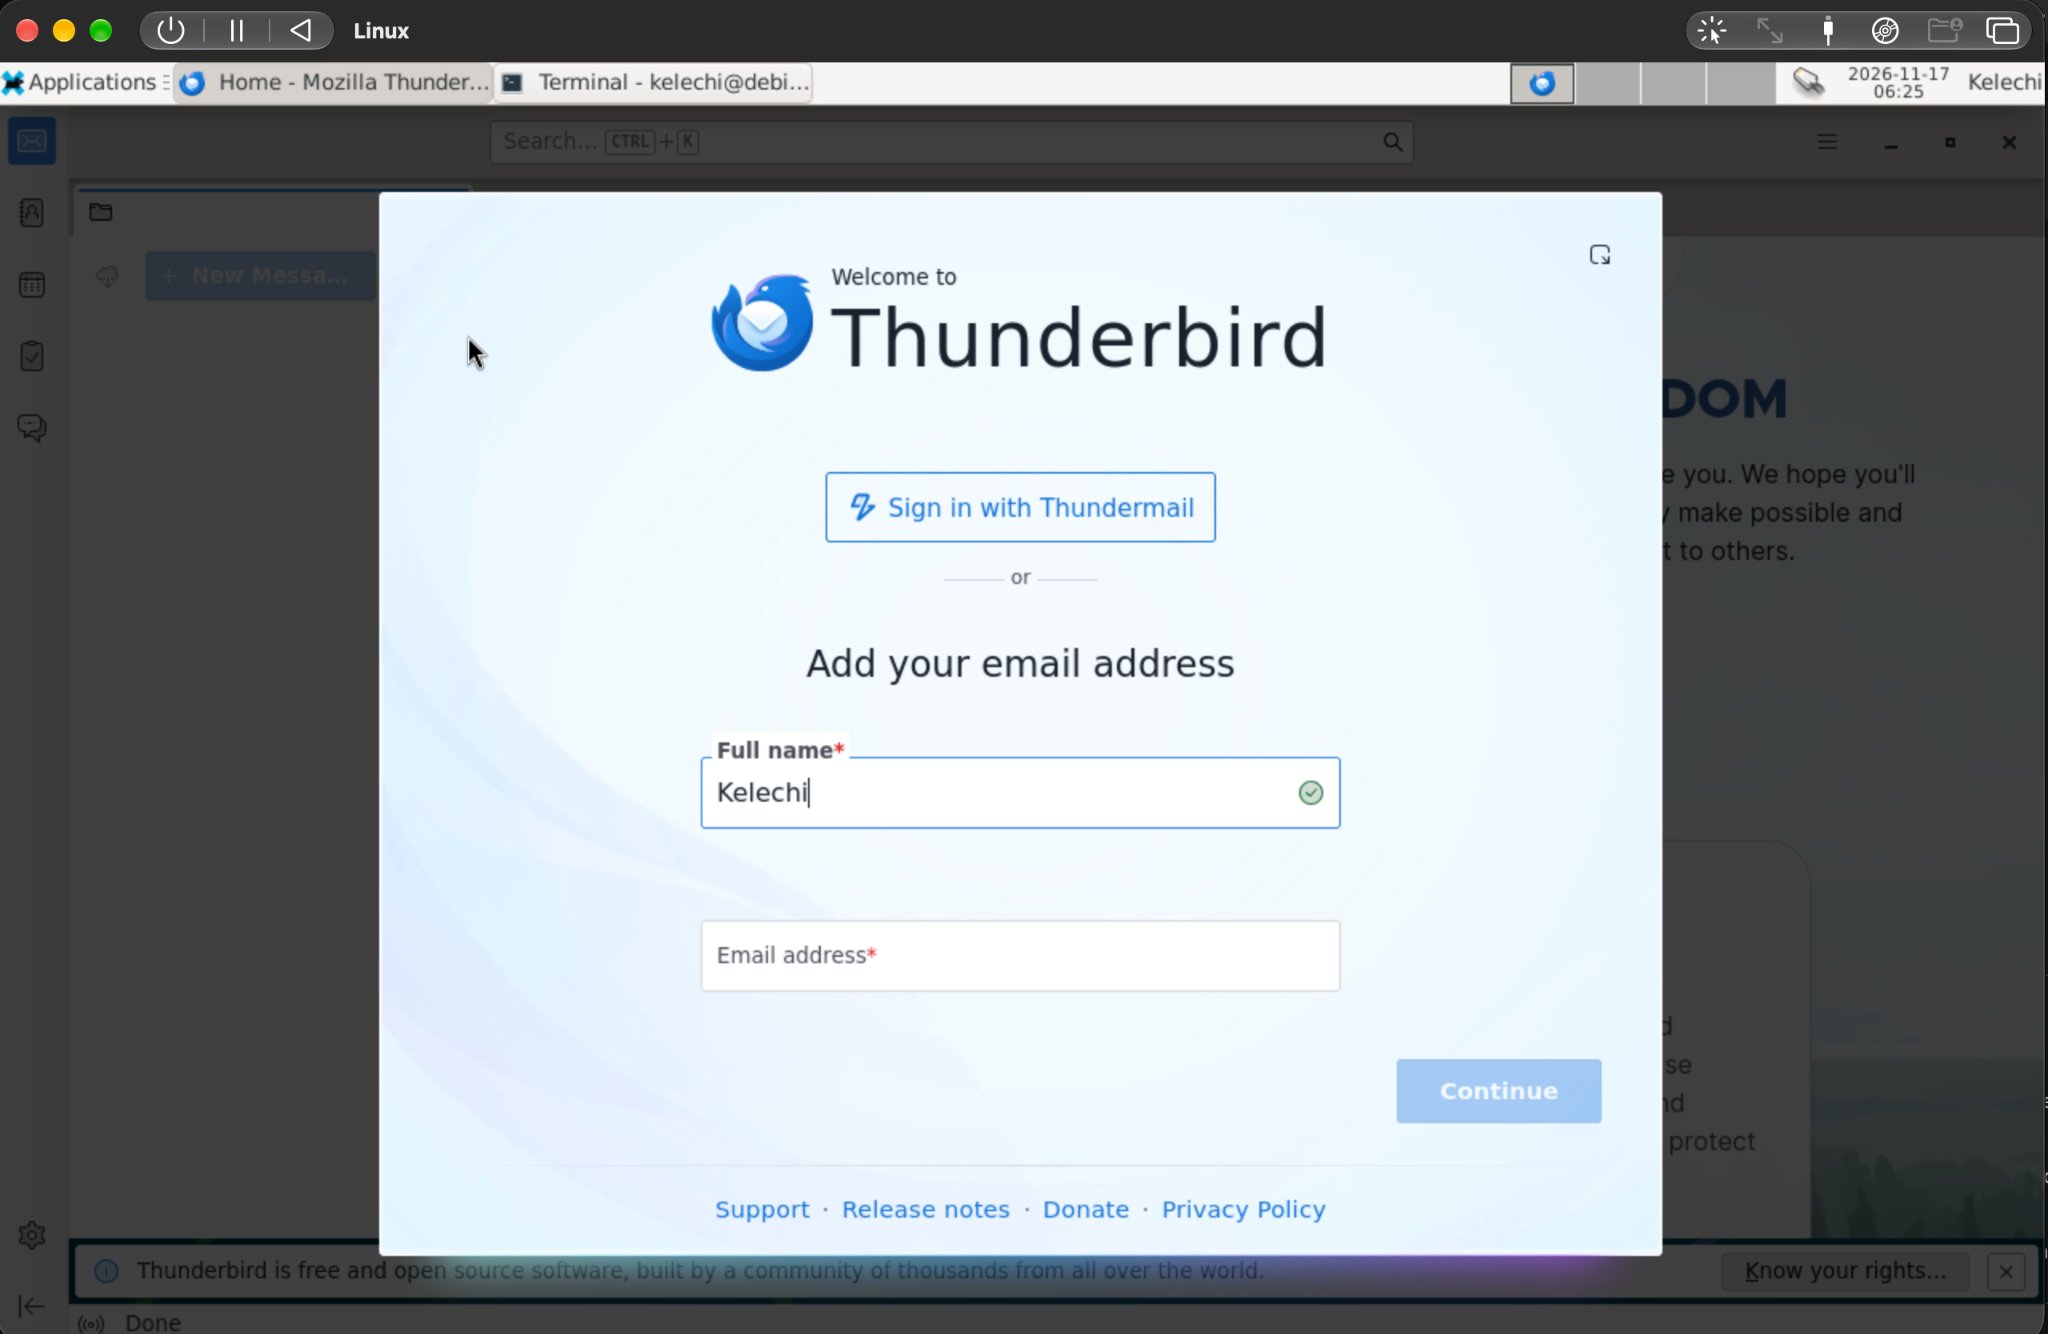 Linux
Applications
Home - Mozilla Thunder...
Terminal - kelechi@debi...
2026-11-17
06:25
Kelechi
Search... CTRL + K
+ New Messa...
Welcome to
Thunderbird
Sign in with Thundermail
or
Add your email address
Full name*
Kelechi
Email address*
Continue
Support · Release notes · Donate · Privacy Policy
DOM
e you. We hope you'll
make possible and
t to others.
d
se
nd
protect
Thunderbird is free and open source software, built by a community of thousands from all over the world.
Know your rights...
Done